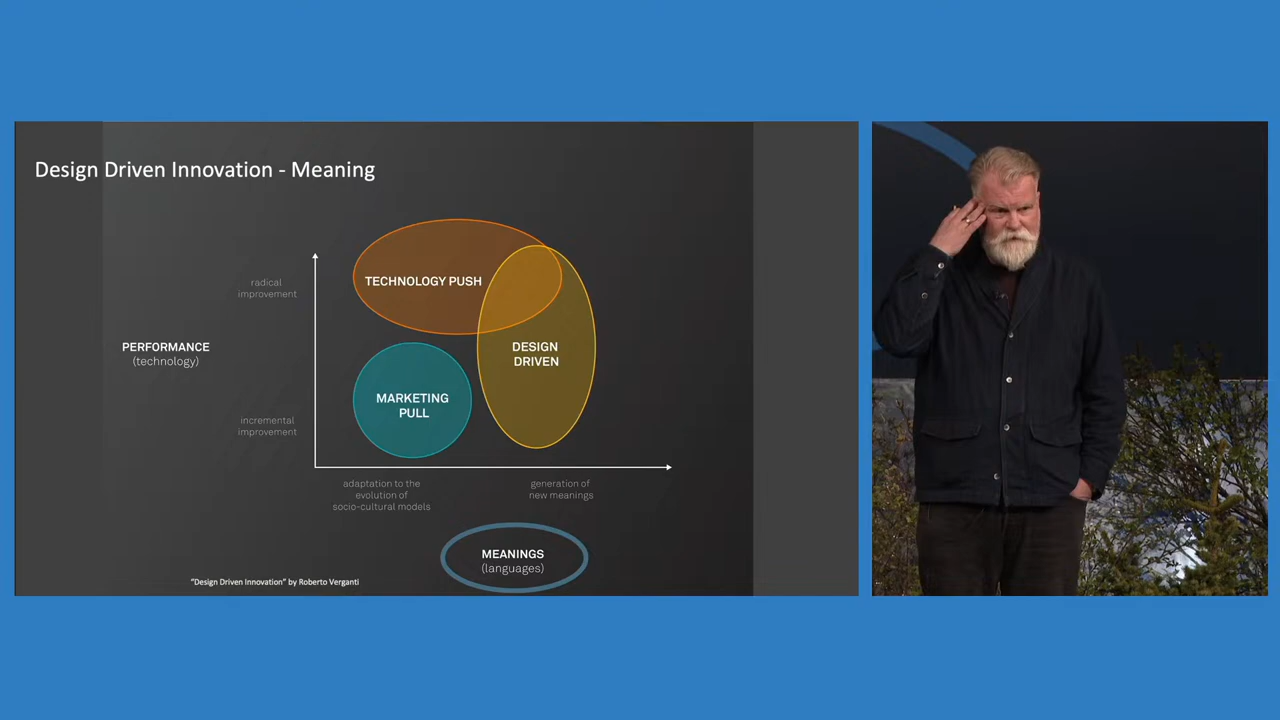 Design Driven Innovation - Meaning
TECHNOLOGY PUSH
radical
improvement
PERFORMANCE
(technology)
DESIGN
DRIVEN
MARKETING
PULL
incremental
improvement
adaptation to the
evolution of
socio-cultural models
generation of
new meanings
MEANINGS
(languages)
“Design Driven Innovation” by Roberto Verganti